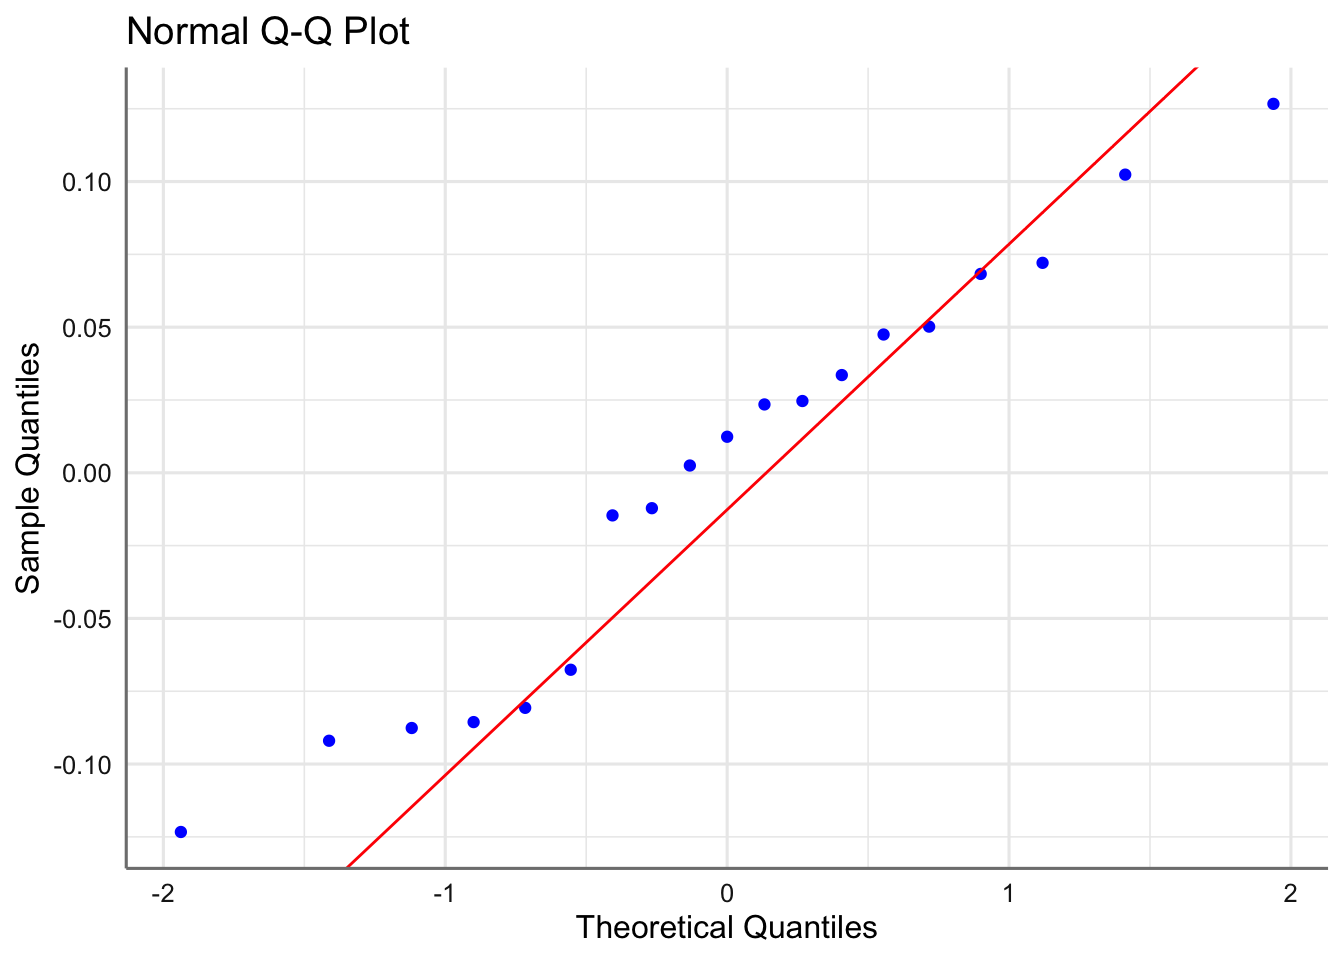 Normal Q-Q Plot
0.10
0.05
0.00
-0.05
-0.10
Sample Quantiles
-2 -1 0 1 2
Theoretical Quantiles